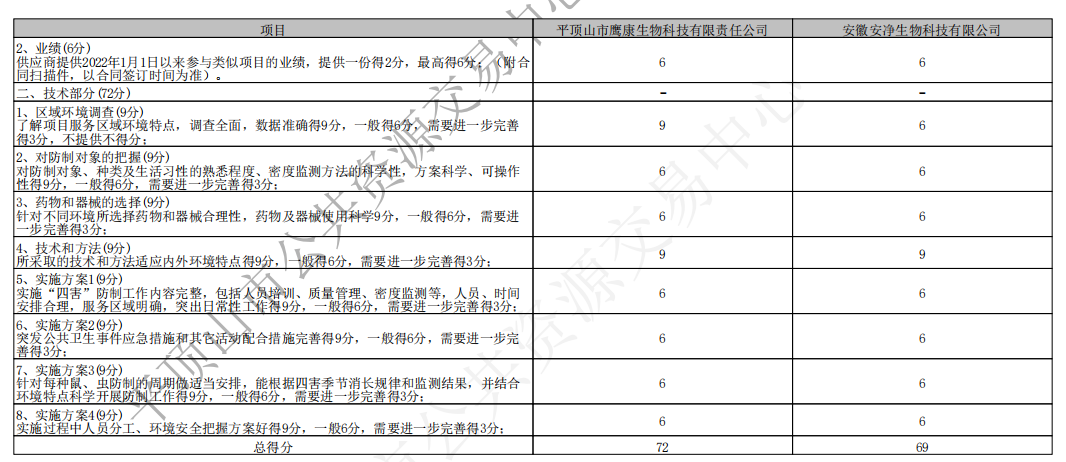 项目 平顶山市鹰康生物科技有限责任公司 安徽安净生物科技有限公司
2、业绩(6分)
供应商提供2022年1月1日以来参与类似项目的业绩，提供一份得2分，最高得6分；（附合
同扫描件，以合同签订时间为准）。
6 6
二、技术部分(72分) - -
1、区域环境调查(9分)
了解项目服务区域环境特点，调查全面，数据准确得9分，一般得6分，需要进一步完善
得3分，不提供不得分；
9 6
2、对防制对象的把握(9分)
对防制对象、种类及生活习性的熟悉程度、密度监测方法的科学性，方案科学、可操作
性得9分，一般得6分，需要进一步完善得3分；
6 6
3、药物和器械的选择(9分)
针对不同环境所选择药物和器械合理性，药物及器械使用科学9分，一般得6分，需要进
一步完善得3分；
6 6
4、技术和方法(9分)
所采取的技术和方法适应内外环境特点得9分，一般得6分，需要进一步完善得3分；
9 9
5、实施方案1(9分)
实施“四害”防制工作内容完整，包括人员培训、质量管理、密度监测等，人员、时间
安排合理，服务区域明确，突出日常性工作得9分，一般得6分，需要进一步完善得3分；
6 6
6、实施方案2(9分)
突发公共卫生事件应急措施和其它活动配合措施完善得9分，一般得6分，需要进一步完
善得3分；
6 6
7、实施方案3(9分)
针对每种鼠、虫防制的周期做适当安排，能根据四害季节消长规律和监测结果，并结合
环境特点科学开展防制工作得9分，一般得6分，需要进一步完善得3分；
6 6
8、实施方案4(9分)
实施过程中人员分工、环境安全把握方案好得9分，一般6分，需要进一步完善得3分；
6 6
总得分 72 69
平顶山市公共资源交易中心
市公共资源交易中心